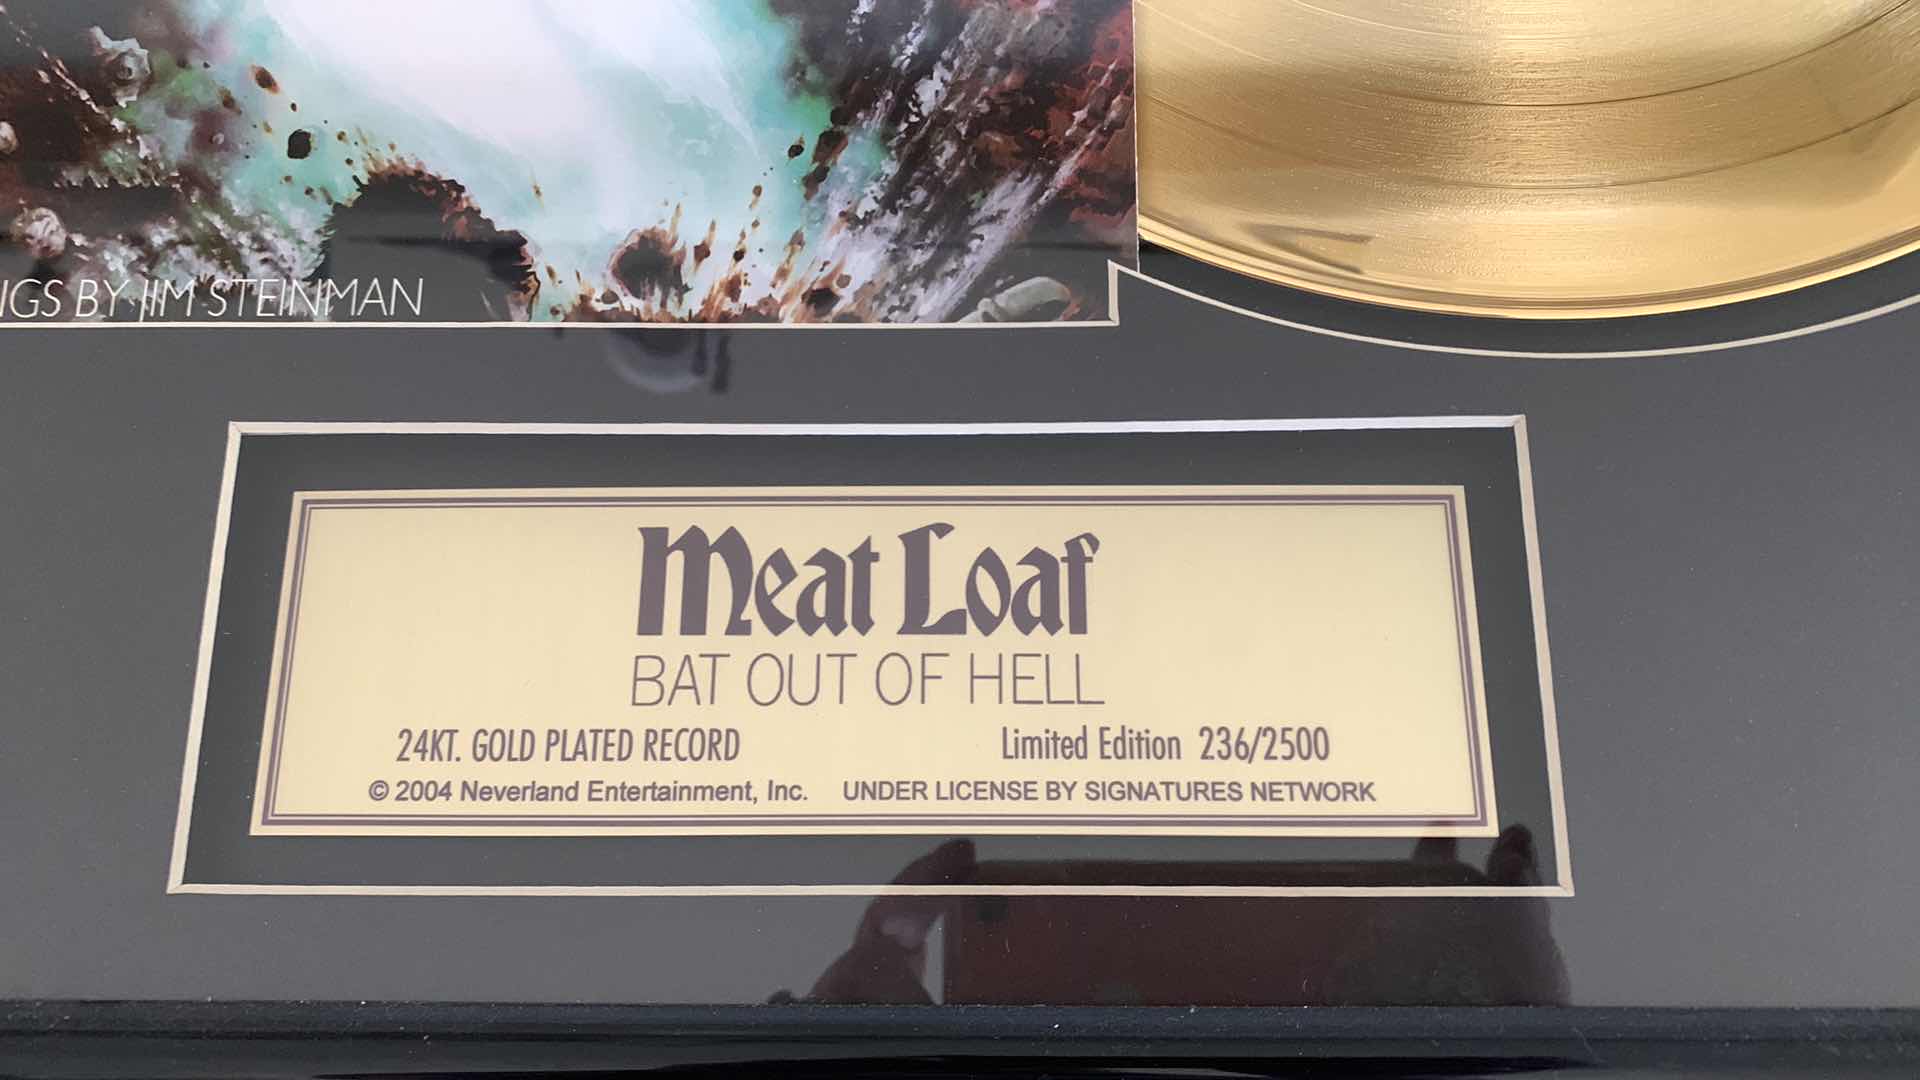 NGS BY JIM STEINMAN
Meat Loaf
BAT OUT OF HELL
24KT. GOLD PLATED RECORD Limited Edition 236/2500
© 2004 Neverland Entertainment, Inc. UNDER LICENSE BY SIGNATURES NETWORK